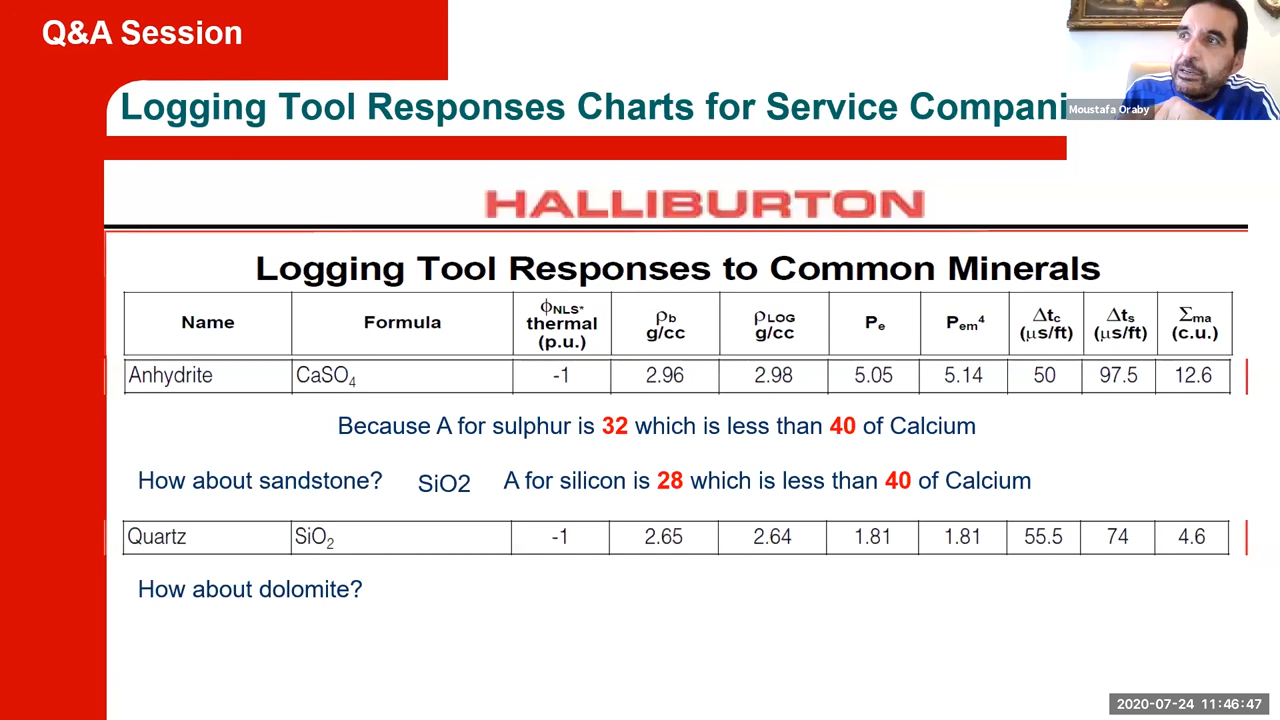 Q&A Session
Logging Tool Responses Charts for Service Compani
Moustafa Oraby
HALLIBURTON
Logging Tool Responses to Common Minerals
Name Formula ϕNLS* thermal (p.u.) ρb g/cc ρLOG g/cc Pe Pem⁴ Δtc (μs/ft) Δts (μs/ft) Σma (c.u.)
Anhydrite CaSO₄ -1 2.96 2.98 5.05 5.14 50 97.5 12.6
Because A for sulphur is 32 which is less than 40 of Calcium
How about sandstone? SiO2 A for silicon is 28 which is less than 40 of Calcium
Quartz SiO₂ -1 2.65 2.64 1.81 1.81 55.5 74 4.6
How about dolomite?
2020-07-24 11:46:47